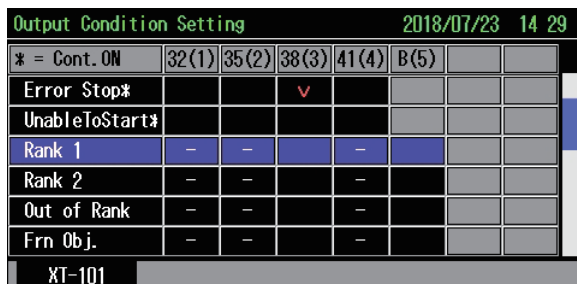 Output Condition Setting 2018/07/23 14 29
* = Cont. ON 32(1) 35(2) 38(3) 41(4) B(5)
Error Stop* v
UnableToStart*
Rank 1 – – –
Rank 2 – – –
Out of Rank – – –
Frn Obj. – – –
XT-101